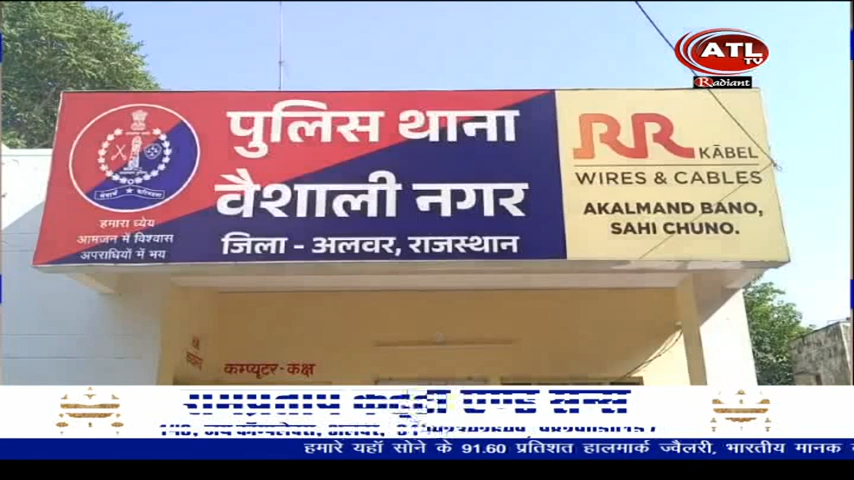 ATL
TV
Radiant
पुलिस थाना
वैशाली नगर
जिला - अलवर, राजस्थान
हमारा ध्येय
आमजन में विश्वास
अपराधियों में भय
RR KĀBEL
WIRES & CABLES
AKALMAND BANO,
SAHI CHUNO.
कम्प्यूटर-कक्ष
हमारे यहाँ सोने के 91.60 प्रतिशत हालमार्क ज्वैलरी, भारतीय मानक